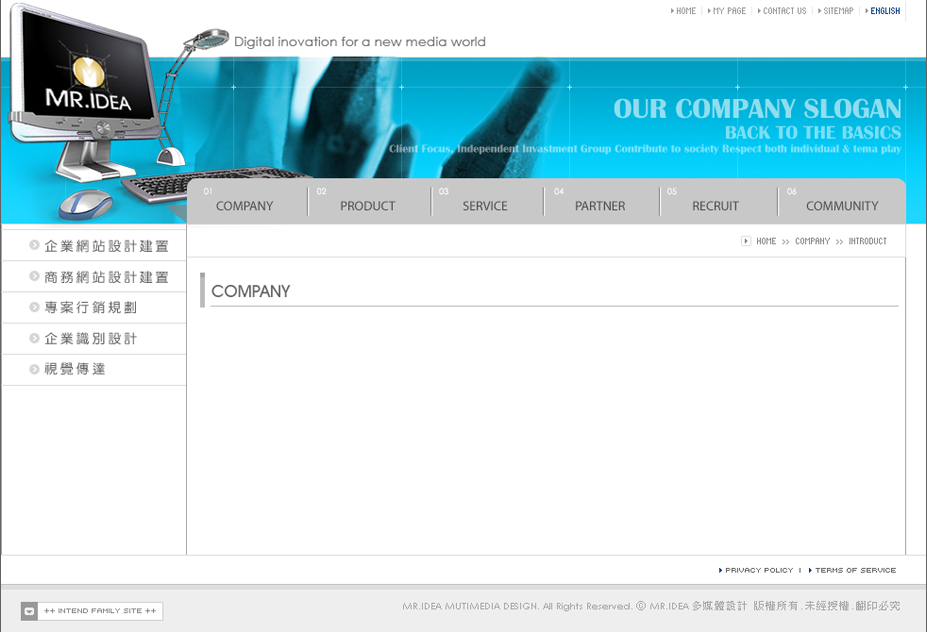 HOME MY PAGE CONTACT US SITEMAP ENGLISH
Digital inovation for a new media world
M
MR.IDEA
OUR COMPANY SLOGAN
BACK TO THE BASICS
Client Focus, Independent Invastment Group Contribute to society Respect both individual & tema play
01 COMPANY
02 PRODUCT
03 SERVICE
04 PARTNER
05 RECRUIT
06 COMMUNITY
HOME >> COMPANY >> INTRODUCT
企業網站設計建置
商務網站設計建置
專案行銷規劃
企業識別設計
視覺傳達
COMPANY
PRIVACY POLICY I TERMS OF SERVICE
++ INTEND FAMILY SITE ++
MR.IDEA MUTIMEDIA DESIGN. All Rights Reserved. © MR.IDEA 多媒體設計 版權所有.未經授權.翻印必究